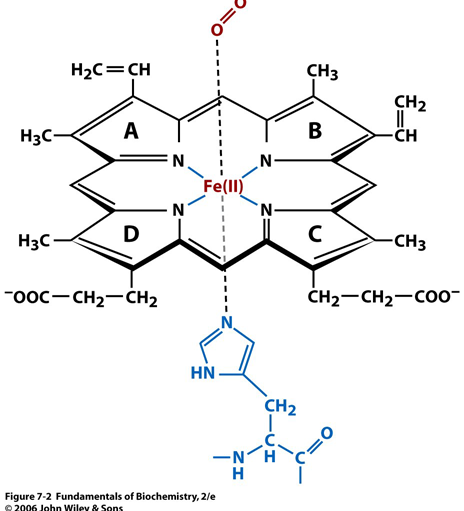 O=O
H₂C=CH
CH₃
CH₂
A
B
H₃C
CH
N
N
Fe(II)
N
N
D
C
H₃C
CH₃
⁻OOC—CH₂—CH₂
CH₂—CH₂—COO⁻
N
HN
CH₂
O
C
—N
H
C
H
Figure 7-2 Fundamentals of Biochemistry, 2/e
© 2006 John Wiley & Sons